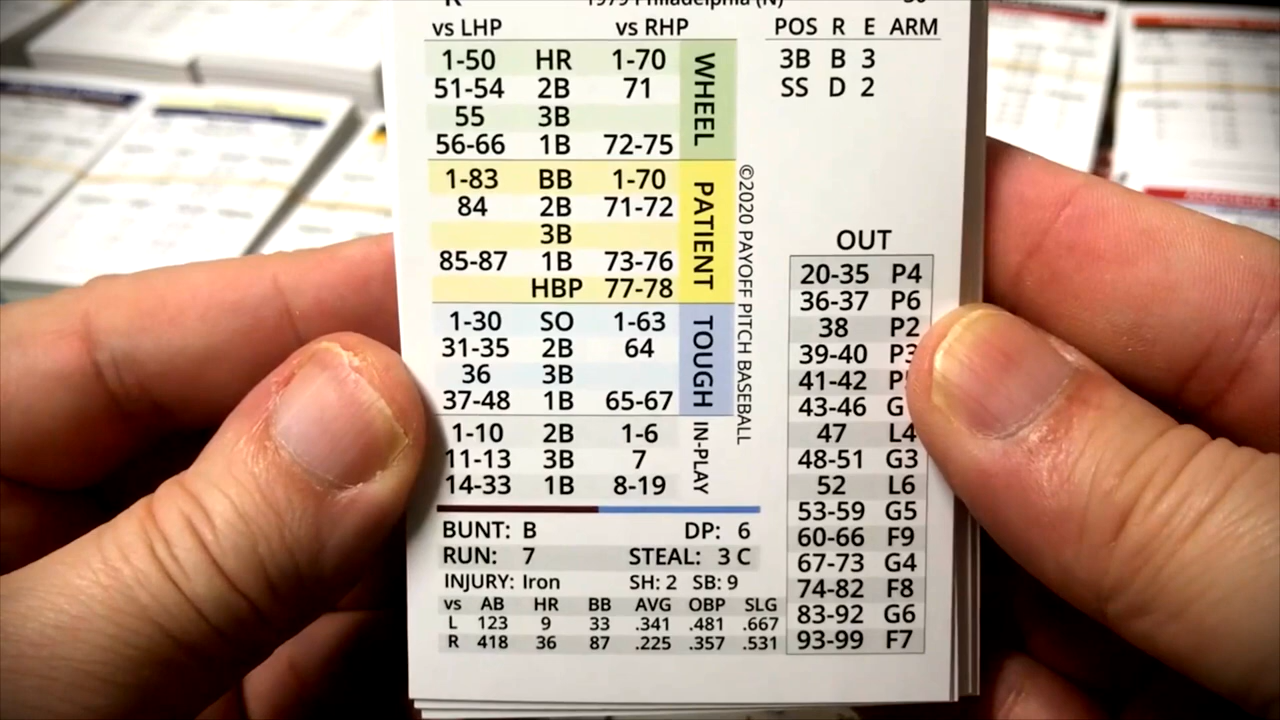 1979 Philadelphia (N)
vs LHP vs RHP
1-50 HR 1-70
51-54 2B 71
55 3B
56-66 1B 72-75
WHEEL
1-83 BB 1-70
84 2B 71-72
3B
85-87 1B 73-76
HBP 77-78
PATIENT
1-30 SO 1-63
31-35 2B 64
36 3B
37-48 1B 65-67
TOUGH
1-10 2B 1-6
11-13 3B 7
14-33 1B 8-19
IN-PLAY
©2020 PAYOFF PITCH BASEBALL
BUNT: B DP: 6
RUN: 7 STEAL: 3 C
INJURY: Iron SH: 2 SB: 9
vs AB HR BB AVG OBP SLG
L 123 9 33 .341 .481 .667
R 418 36 87 .225 .357 .531
POS R E ARM
3B B 3
SS D 2
OUT
20-35 P4
36-37 P6
38 P2
39-40 P3
41-42
43-46 G
47 L4
48-51 G3
52 L6
53-59 G5
60-66 F9
67-73 G4
74-82 F8
83-92 G6
93-99 F7